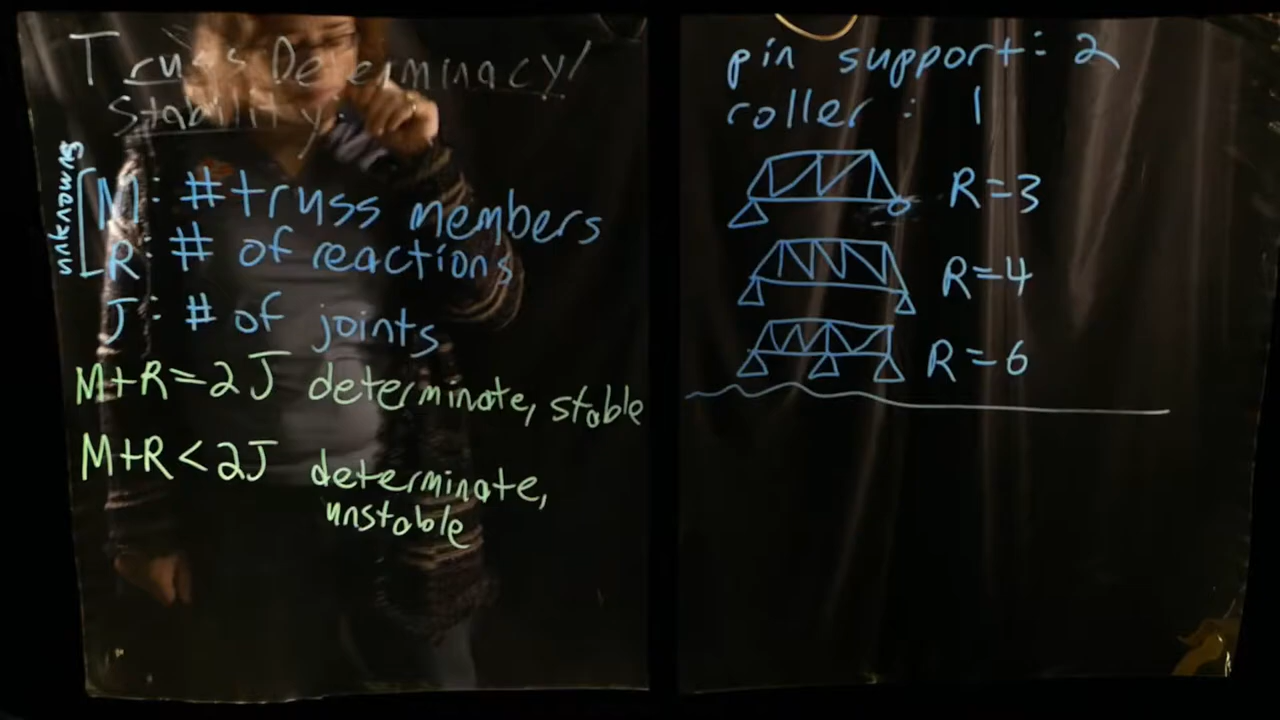 Truss Determinacy/
Stability:
unknowns
M: # truss members
R: # of reactions
J: # of joints
M+R=2J determinate, stable
M+R<2J determinate,
unstable
pin support: 2
roller: 1
R=3
R=4
R=6